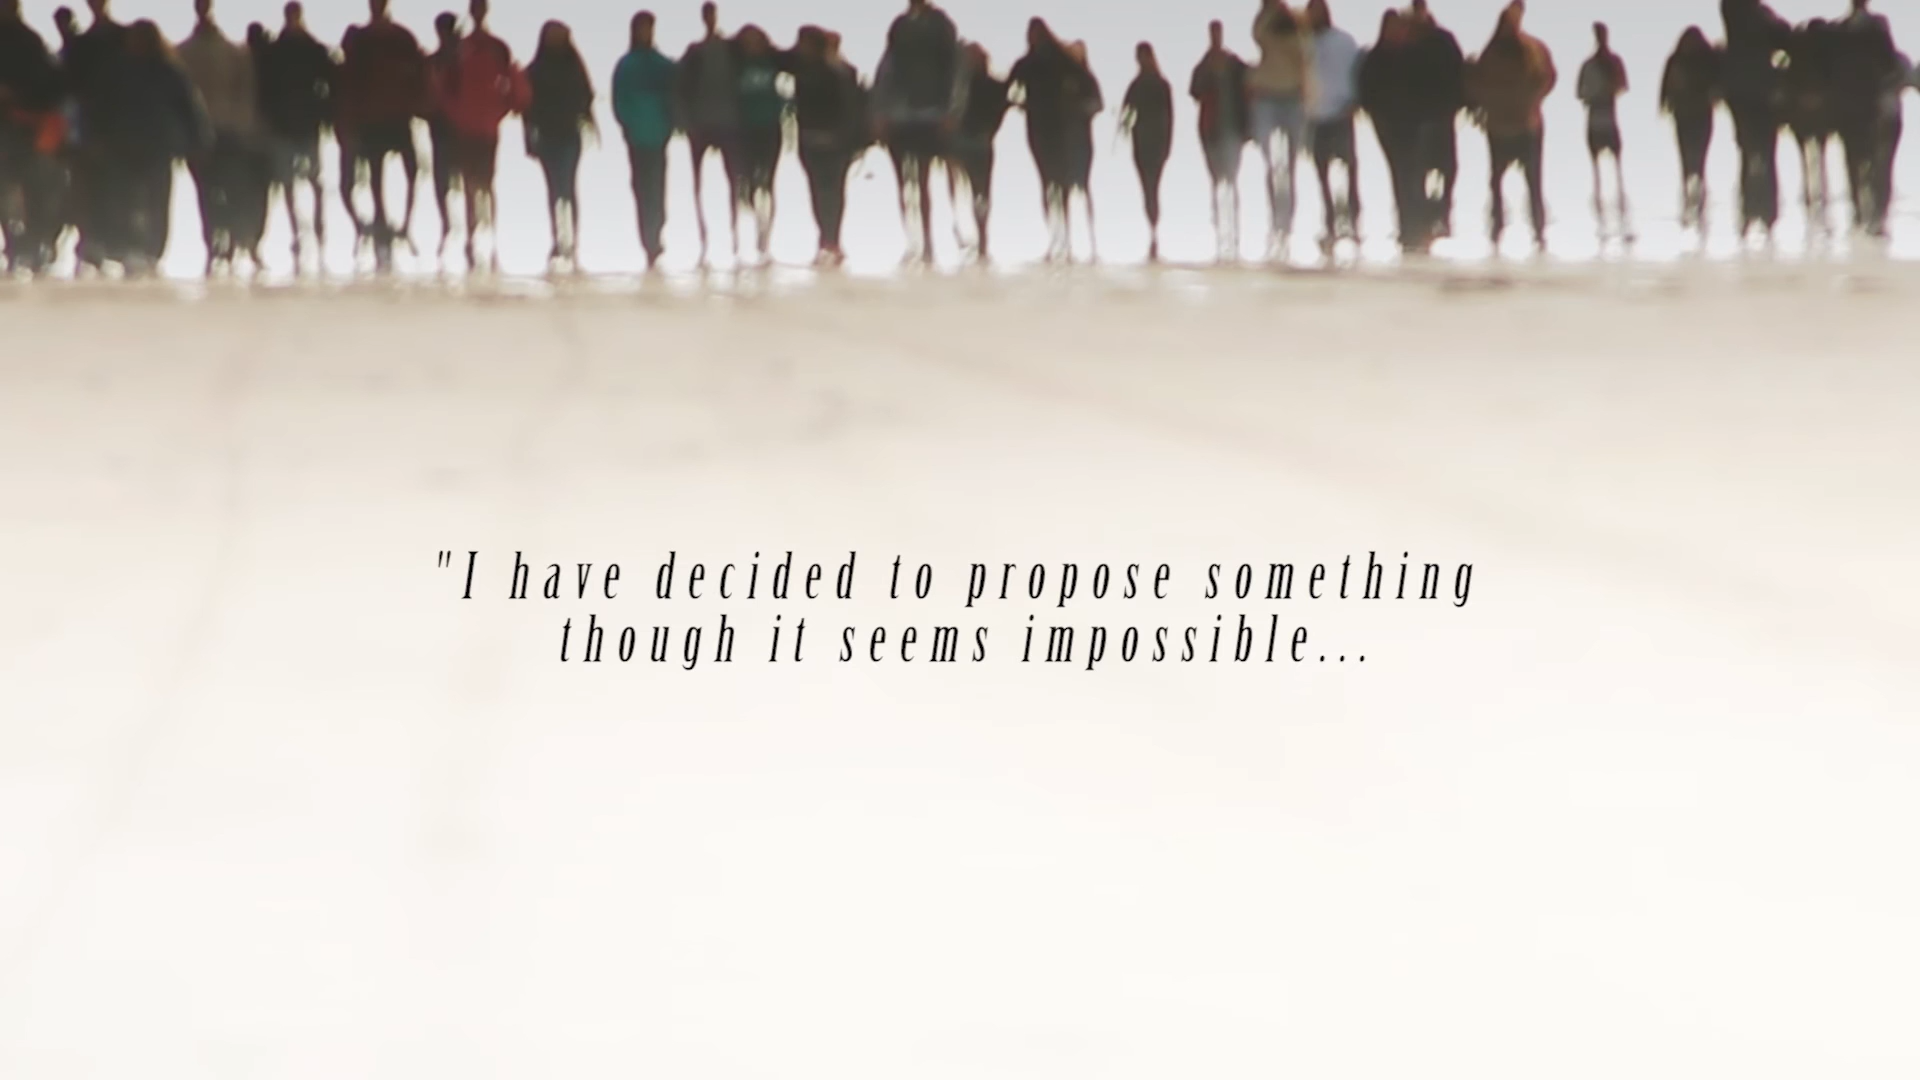 "I have decided to propose something
though it seems impossible...